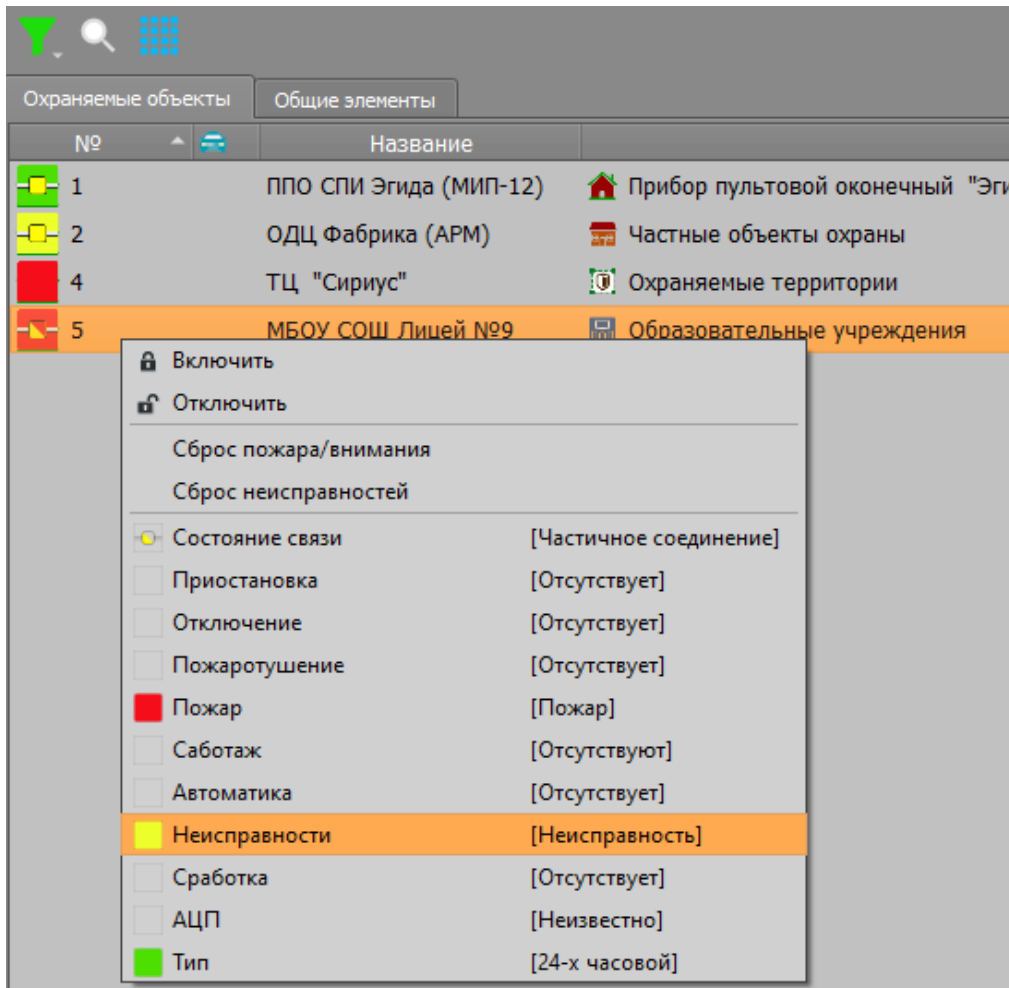 Охраняемые объекты Общие элементы
№ Название
1 ППО СПИ Эгида (МИП-12) Прибор пультовой оконечный "Эги
2 ОДЦ Фабрика (АРМ) Частные объекты охраны
4 ТЦ "Сириус" Охраняемые территории
5 МБОУ СОШ Лицей №9 Образовательные учреждения
Включить
Отключить
Сброс пожара/внимания
Сброс неисправностей
Состояние связи [Частичное соединение]
Приостановка [Отсутствует]
Отключение [Отсутствует]
Пожаротушение [Отсутствует]
Пожар [Пожар]
Саботаж [Отсутствуют]
Автоматика [Отсутствует]
Неисправности [Неисправность]
Сработка [Отсутствует]
АЦП [Неизвестно]
Тип [24-х часовой]